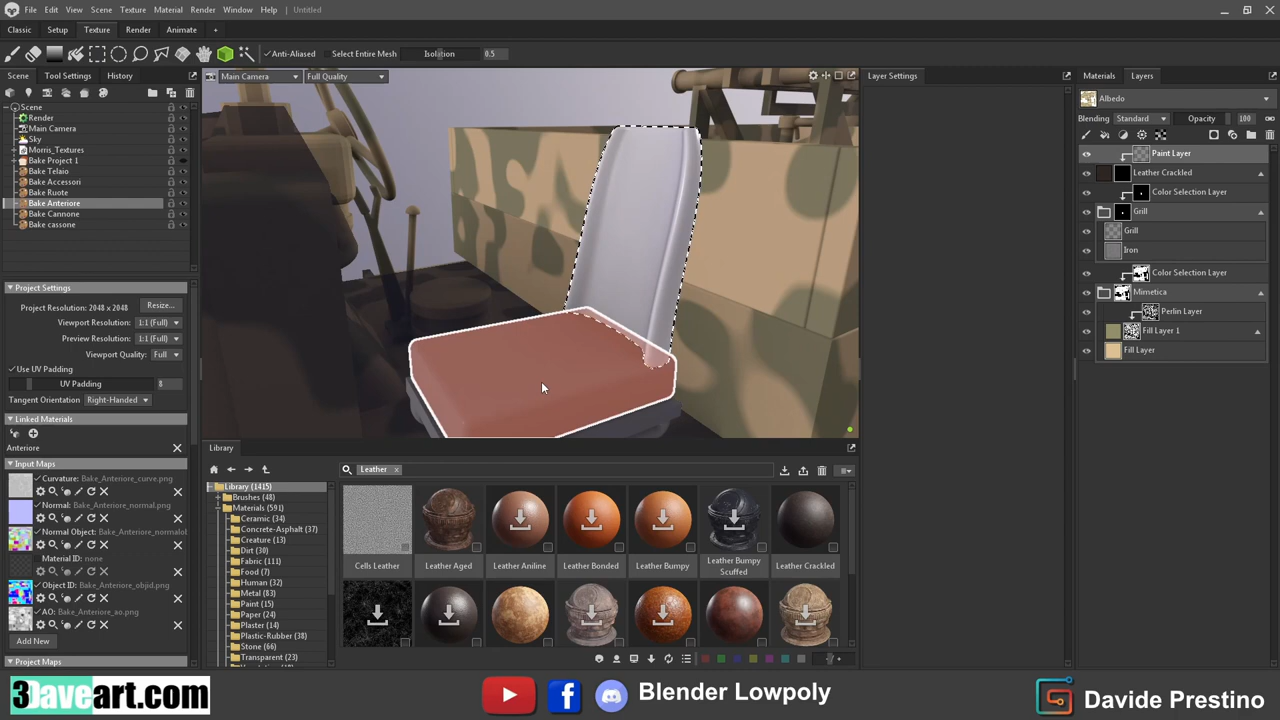 File Edit View Scene Texture Material Render Window Help Untitled
Classic Setup Texture Render Animate +
Anti-Aliased Select Entire Mesh Isolation 0.5
Scene Tool Settings History
Main Camera Full Quality
Layer Settings
Materials Layers
Scene
Render
Main Camera
Sky
Morris_Textures
Bake Project 1
Bake Telaio
Bake Accessori
Bake Ruote
Bake Anteriore
Bake Cannone
Bake cassone
Project Settings
Project Resolution: 2048 x 2048 Resize...
Viewport Resolution: 1:1 (Full)
Preview Resolution: 1:1 (Full)
Viewport Quality: Full
Use UV Padding
UV Padding 8
Tangent Orientation Right-Handed
Linked Materials
Anteriore
Input Maps
Curvature: Bake_Anteriore_curve.png
Normal: Bake_Anteriore_normal.png
Normal Object: Bake_Anteriore_normalob
Material ID: none
Object ID: Bake_Anteriore_objid.png
AO: Bake_Anteriore_ao.png
Add New
Project Maps
Library
Leather
Library (1415)
Brushes (48)
Materials (591)
Ceramic (34)
Concrete-Asphalt (37)
Creature (13)
Dirt (30)
Fabric (111)
Food (7)
Human (32)
Metal (83)
Paint (15)
Paper (24)
Plaster (14)
Plastic-Rubber (38)
Stone (66)
Transparent (23)
Cells Leather
Leather Aged
Leather Aniline
Leather Bonded
Leather Bumpy
Leather Bumpy Scuffed
Leather Cracked
Albedo
Blending Standard Opacity 100
Paint Layer
Leather Crackled
Color Selection Layer
Grill
Grill
Iron
Color Selection Layer
Mimetica
Perlin Layer
Fill Layer 1
Fill Layer
3Daveart.com
Blender Lowpoly
Davide Prestino